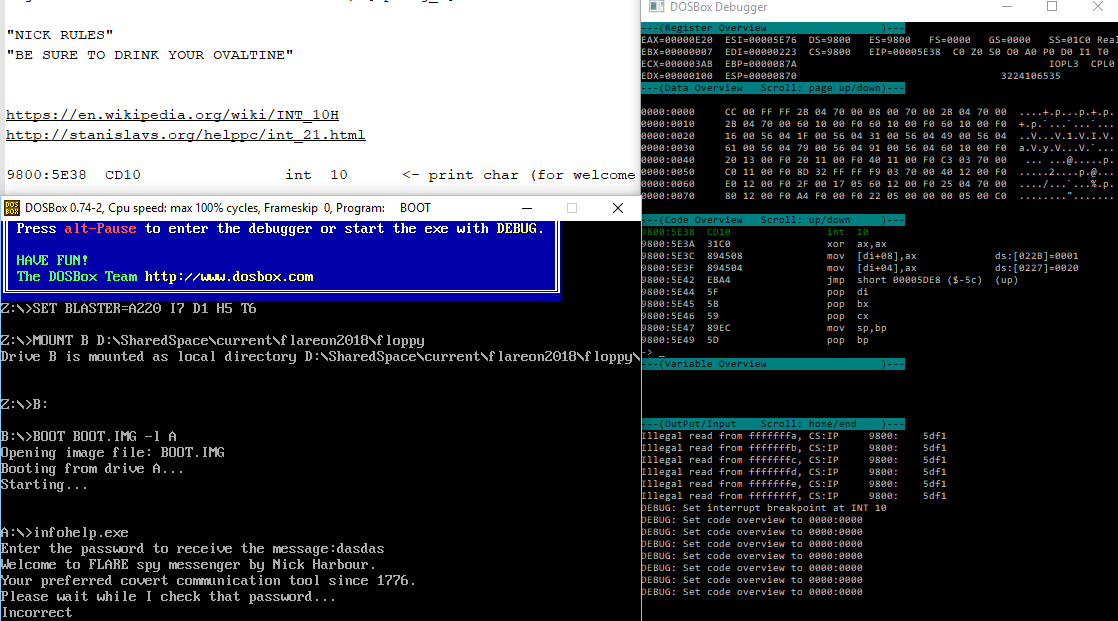 "NICK RULES"
"BE SURE TO DRINK YOUR OVALTINE"
https://en.wikipedia.org/wiki/INT_10H
http://stanislavs.org/helppc/int_21.html
9800:5E38 CD10 int 10 <- print char (for welcome
DOSBox 0.74-2, Cpu speed: max 100% cycles, Frameskip 0, Program: BOOT
Press alt-Pause to enter the debugger or start the exe with DEBUG.
HAVE FUN!
The DOSBox Team http://www.dosbox.com
Z:\>SET BLASTER=A220 I7 D1 H5 T6
Z:\>MOUNT B D:\SharedSpace\current\flareon2018\floppy
Drive B is mounted as local directory D:\SharedSpace\current\flareon2018\floppy\
Z:\>B:
B:\>BOOT BOOT.IMG -l A
Opening image file: BOOT.IMG
Booting from drive A...
Starting...
A:\>infohelp.exe
Enter the password to receive the message:dasdas
Welcome to FLARE spy messenger by Nick Harbour.
Your preferred covert communication tool since 1776.
Please wait while I check that password...
Incorrect
DOSBox Debugger
---(Register Overview )---
EAX=00000E20 ESI=00005E76 DS=9800 ES=9800 FS=0000 GS=0000 SS=01C0 Real
EBX=00000007 EDI=00000223 CS=9800 EIP=00005E38 C0 Z0 S0 O0 A0 P0 D0 I1 T0
ECX=000003AB EBP=0000087A IOPL3 CPL0
EDX=00000100 ESP=00000870 3224106535
---(Data Overview Scroll: page up/down)---
0000:0000 CC 00 FF FF 2B 04 70 00 08 00 70 00 2B 04 70 00 ....+.p...p.+.p.
0000:0010 2B 04 70 00 60 10 00 F0 60 10 00 F0 60 10 00 F0 +.p.`...`...`...
0000:0020 16 00 56 04 1F 00 56 04 31 00 56 04 49 00 56 04 ..V...V.1.V.I.V.
0000:0030 61 00 56 04 79 00 56 04 91 00 56 04 60 10 00 F0 a.V.y.V...V.`...
0000:0040 20 13 00 F0 20 11 00 F0 40 11 00 F0 C3 03 70 00 ... ...@.....p.
0000:0050 C0 11 00 F0 8D 32 FF FF F9 03 70 00 40 12 00 F0 .....2....p.@...
0000:0060 E0 12 00 F0 2F 00 17 05 60 12 00 F0 25 04 70 00 ..../...`...%.p.
0000:0070 80 12 00 F0 A4 F0 00 F0 22 05 00 00 00 05 00 C0 ........".......
---(Code Overview Scroll: up/down )---
9800:5E38 CD10 int 10
9800:5E3A 31C0 xor ax,ax
9800:5E3C 894508 mov [di+08],ax ds:[022B]=0001
9800:5E3F 894504 mov [di+04],ax ds:[0227]=0020
9800:5E42 EBA4 jmp short 00005DE8 ($-5c) (up)
9800:5E44 5F pop di
9800:5E45 5B pop bx
9800:5E46 59 pop cx
9800:5E47 89EC mov sp,bp
9800:5E49 5D pop bp
-> _
---(Variable Overview )---
---(OutPut/Input Scroll: home/end )---
Illegal read from fffffffa, CS:IP 9800: 5df1
Illegal read from fffffffb, CS:IP 9800: 5df1
Illegal read from fffffffc, CS:IP 9800: 5df1
Illegal read from fffffffd, CS:IP 9800: 5df1
Illegal read from fffffffe, CS:IP 9800: 5df1
Illegal read from ffffffff, CS:IP 9800: 5df1
DEBUG: Set interrupt breakpoint at INT 10
DEBUG: Set code overview to 0000:0000
DEBUG: Set code overview to 0000:0000
DEBUG: Set code overview to 0000:0000
DEBUG: Set code overview to 0000:0000
DEBUG: Set code overview to 0000:0000
DEBUG: Set code overview to 0000:0000
DEBUG: Set code overview to 0000:0000